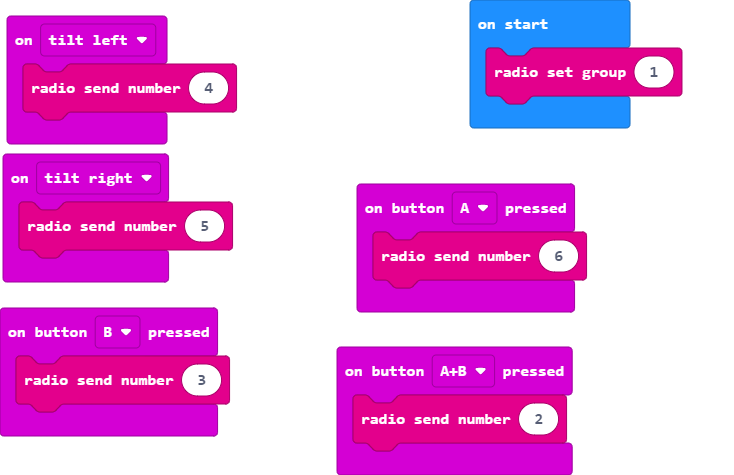 on tilt left
radio send number 4
on start
radio set group 1
on tilt right
radio send number 5
on button A pressed
radio send number 6
on button B pressed
radio send number 3
on button A+B pressed
radio send number 2